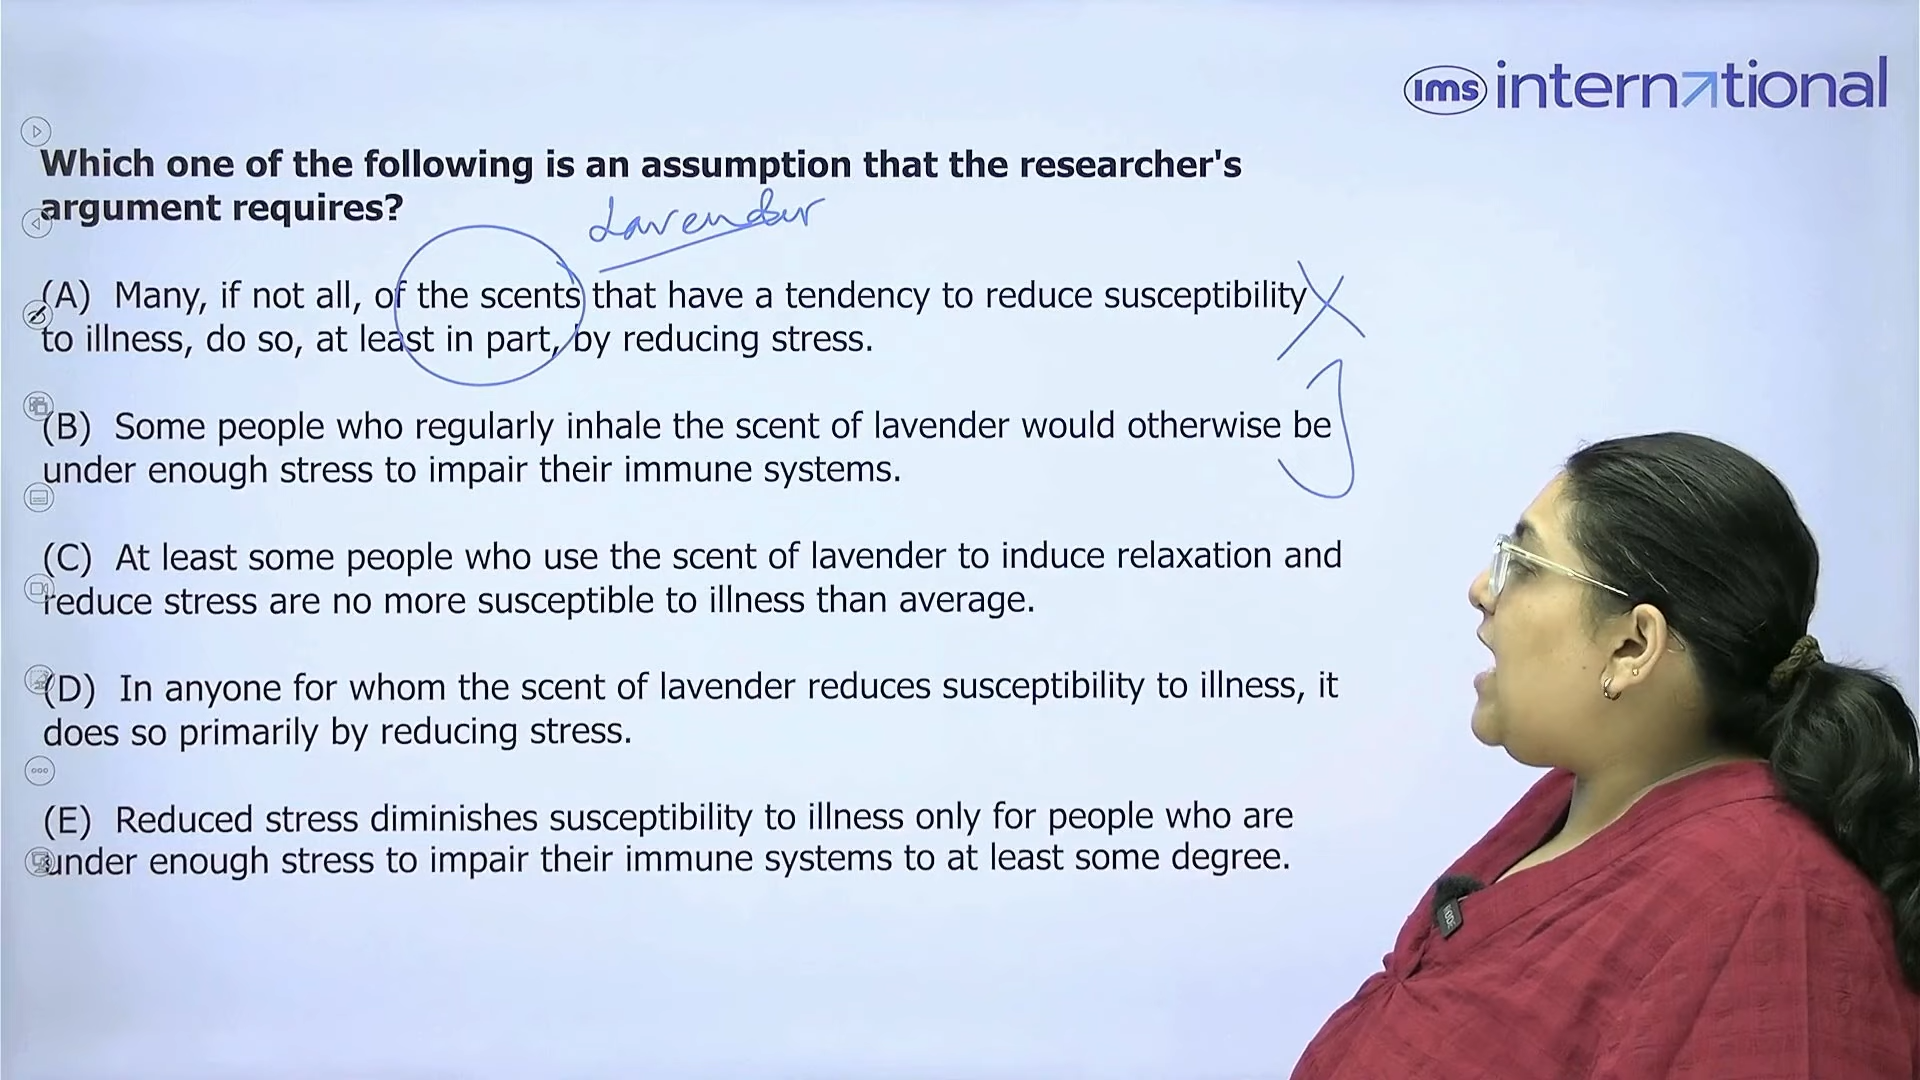 ims international
Which one of the following is an assumption that the researcher's
argument requires?
Lavender
(A) Many, if not all, of the scents that have a tendency to reduce susceptibility
to illness, do so, at least in part, by reducing stress.
(B) Some people who regularly inhale the scent of lavender would otherwise be
under enough stress to impair their immune systems.
(C) At least some people who use the scent of lavender to induce relaxation and
reduce stress are no more susceptible to illness than average.
(D) In anyone for whom the scent of lavender reduces susceptibility to illness, it
does so primarily by reducing stress.
(E) Reduced stress diminishes susceptibility to illness only for people who are
under enough stress to impair their immune systems to at least some degree.
RODE